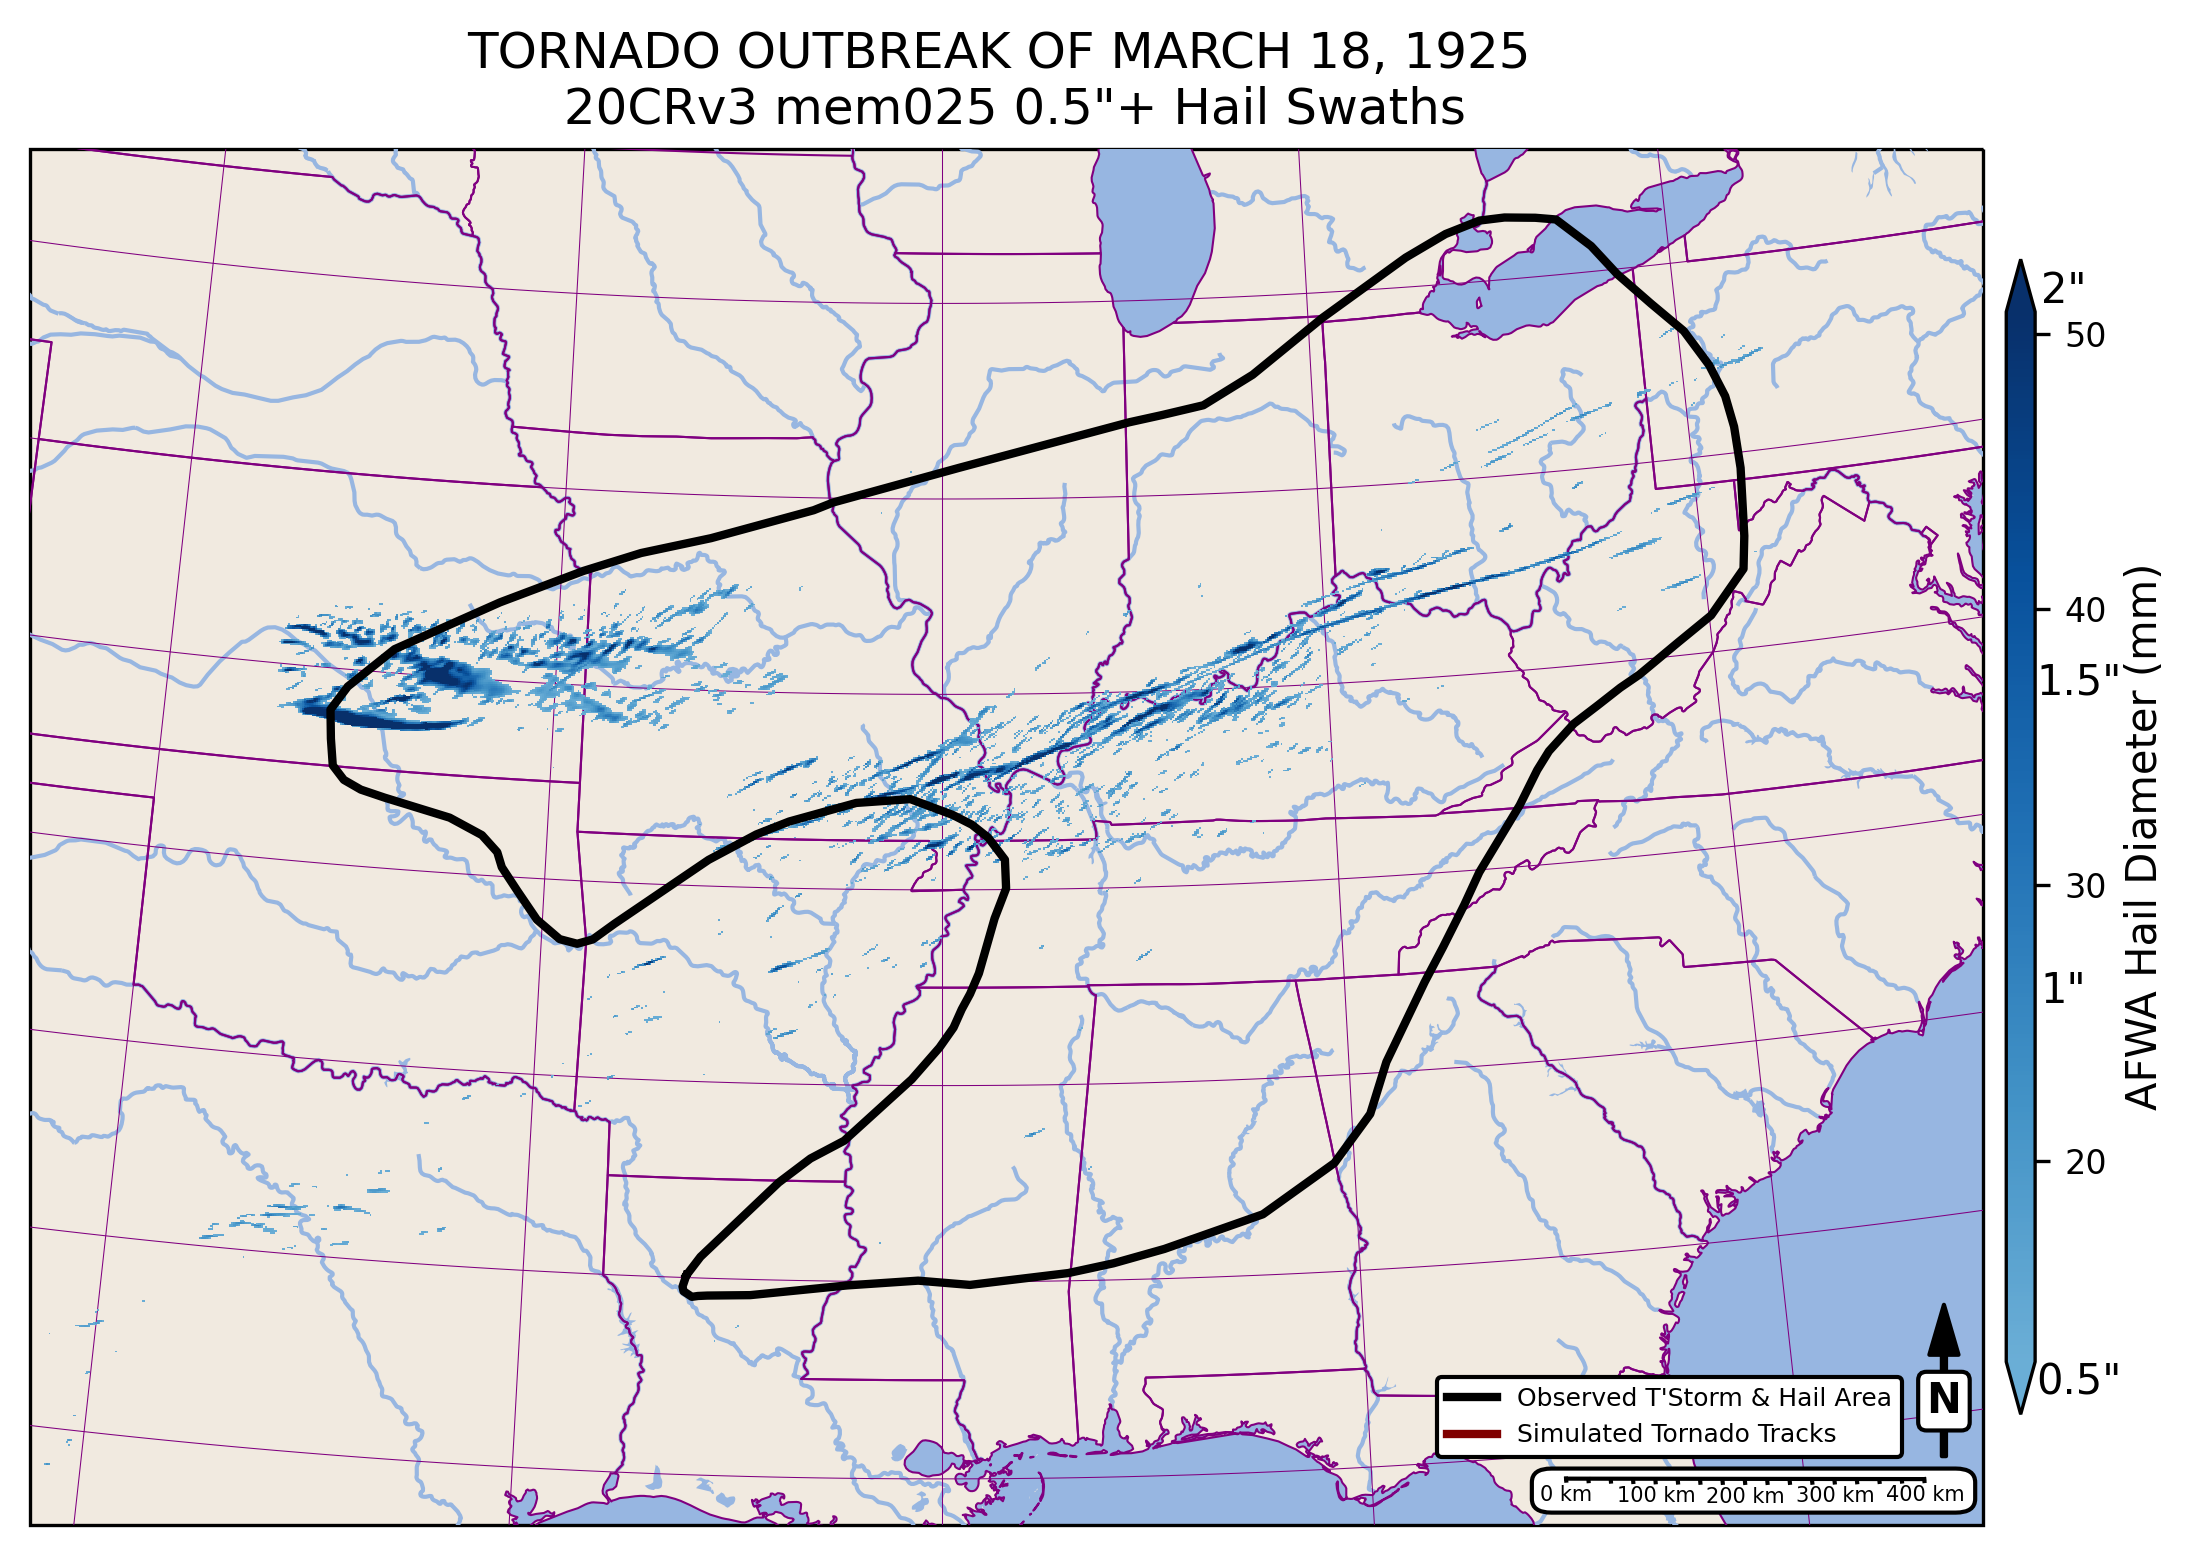 TORNADO OUTBREAK OF MARCH 18, 1925
20CRv3 mem025 0.5"+ Hail Swaths
2"
50
40
1.5"
30
1"
20
0.5"
AFWA Hail Diameter (mm)
Observed T'Storm & Hail Area
Simulated Tornado Tracks
N
0 km 100 km 200 km 300 km 400 km